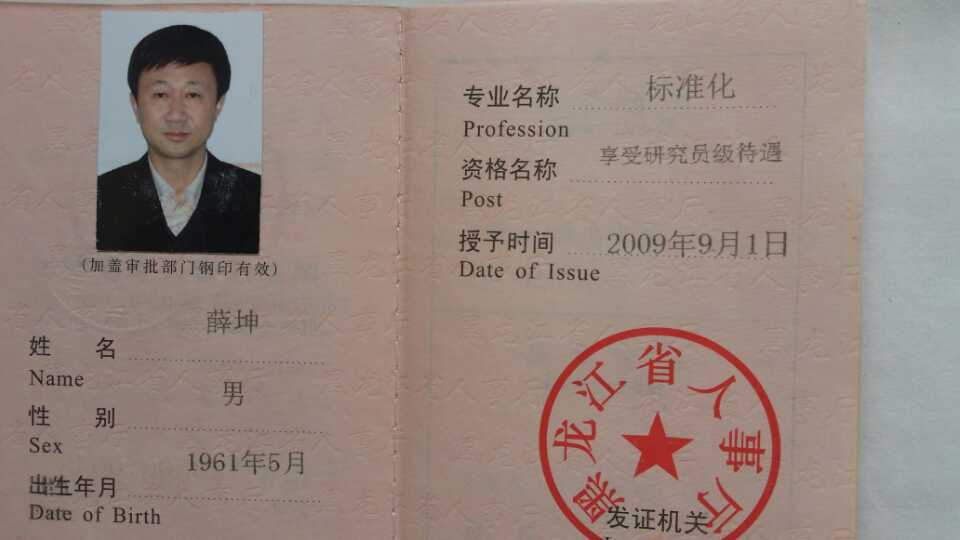 (加盖审批部门钢印有效)
姓 名 薛坤
Name
性 别 男
Sex
出生年月 1961年5月
Date of Birth
专业名称 标准化
Profession
资格名称 享受研究员级待遇
Post
授予时间 2009年9月1日
Date of Issue
黑龙江省人事厅
发证机关